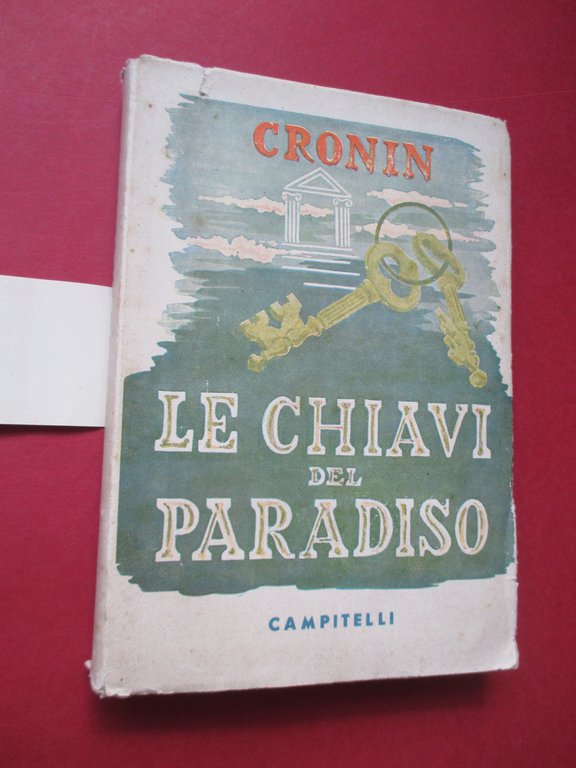 CRONIN
LE CHIAVI
DEL
PARADISO
CAMPITELLI